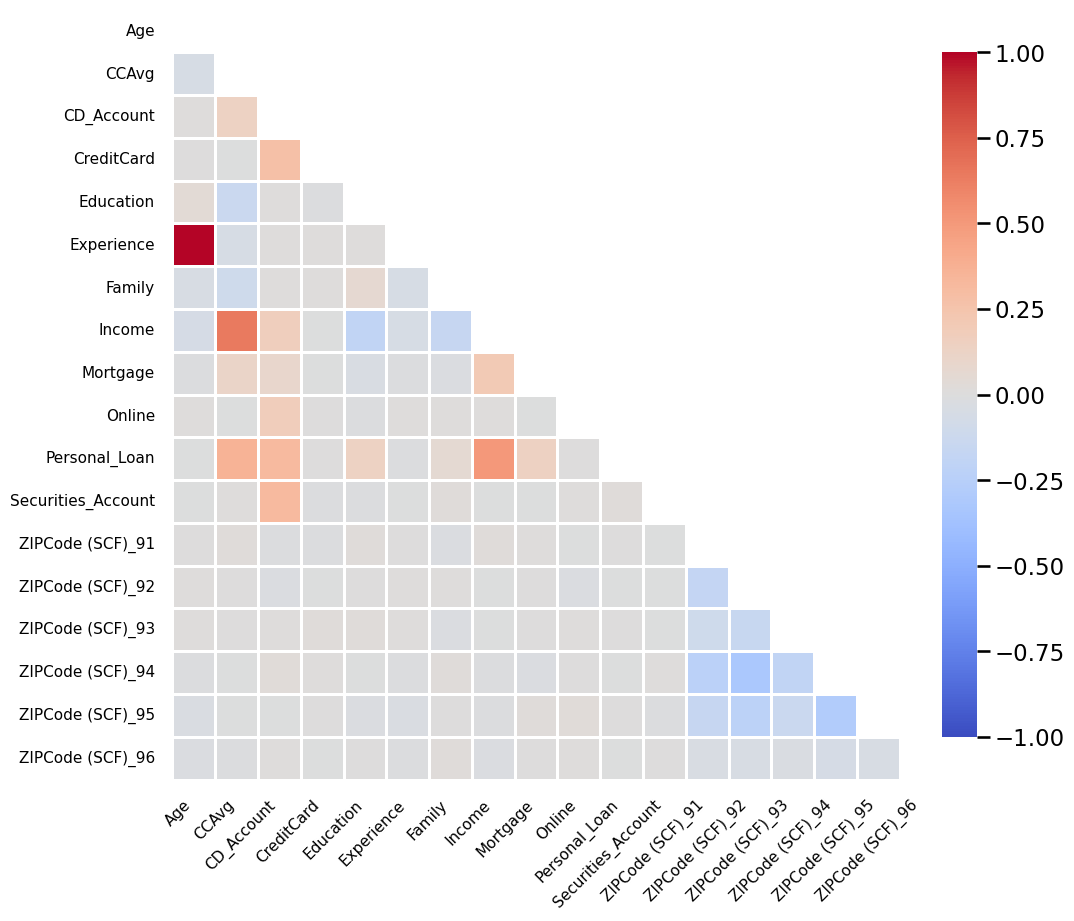 Age
CCAvg
CD_Account
CreditCard
Education
Experience
Family
Income
Mortgage
Online
Personal_Loan
Securities_Account
ZIPCode (SCF)_91
ZIPCode (SCF)_92
ZIPCode (SCF)_93
ZIPCode (SCF)_94
ZIPCode (SCF)_95
ZIPCode (SCF)_96
Age
CCAvg
CD_Account
CreditCard
Education
Experience
Family
Income
Mortgage
Online
Personal_Loan
Securities_Account
ZIPCode (SCF)_91
ZIPCode (SCF)_92
ZIPCode (SCF)_93
ZIPCode (SCF)_94
ZIPCode (SCF)_95
ZIPCode (SCF)_96
1.00
0.75
0.50
0.25
0.00
−0.25
−0.50
−0.75
−1.00